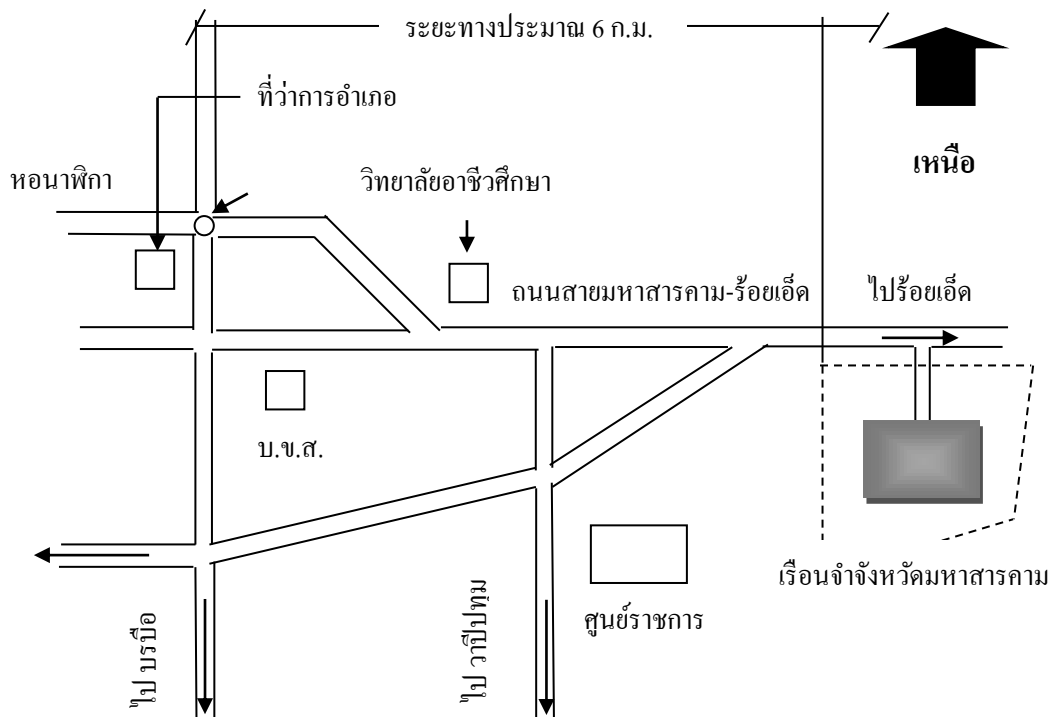 ระยะทางประมาณ 6 ก.ม.
ที่ว่าการอำเภอ
เหนือ
หอนาฬิกา
วิทยาลัยอาชีวศึกษา
ถนนสายมหาสารคาม-ร้อยเอ็ด
ไปร้อยเอ็ด
บ.ข.ส.
เรือนจำจังหวัดมหาสารคาม
ศูนย์ราชการ
ไป บรบือ
ไป วาปีปทุม